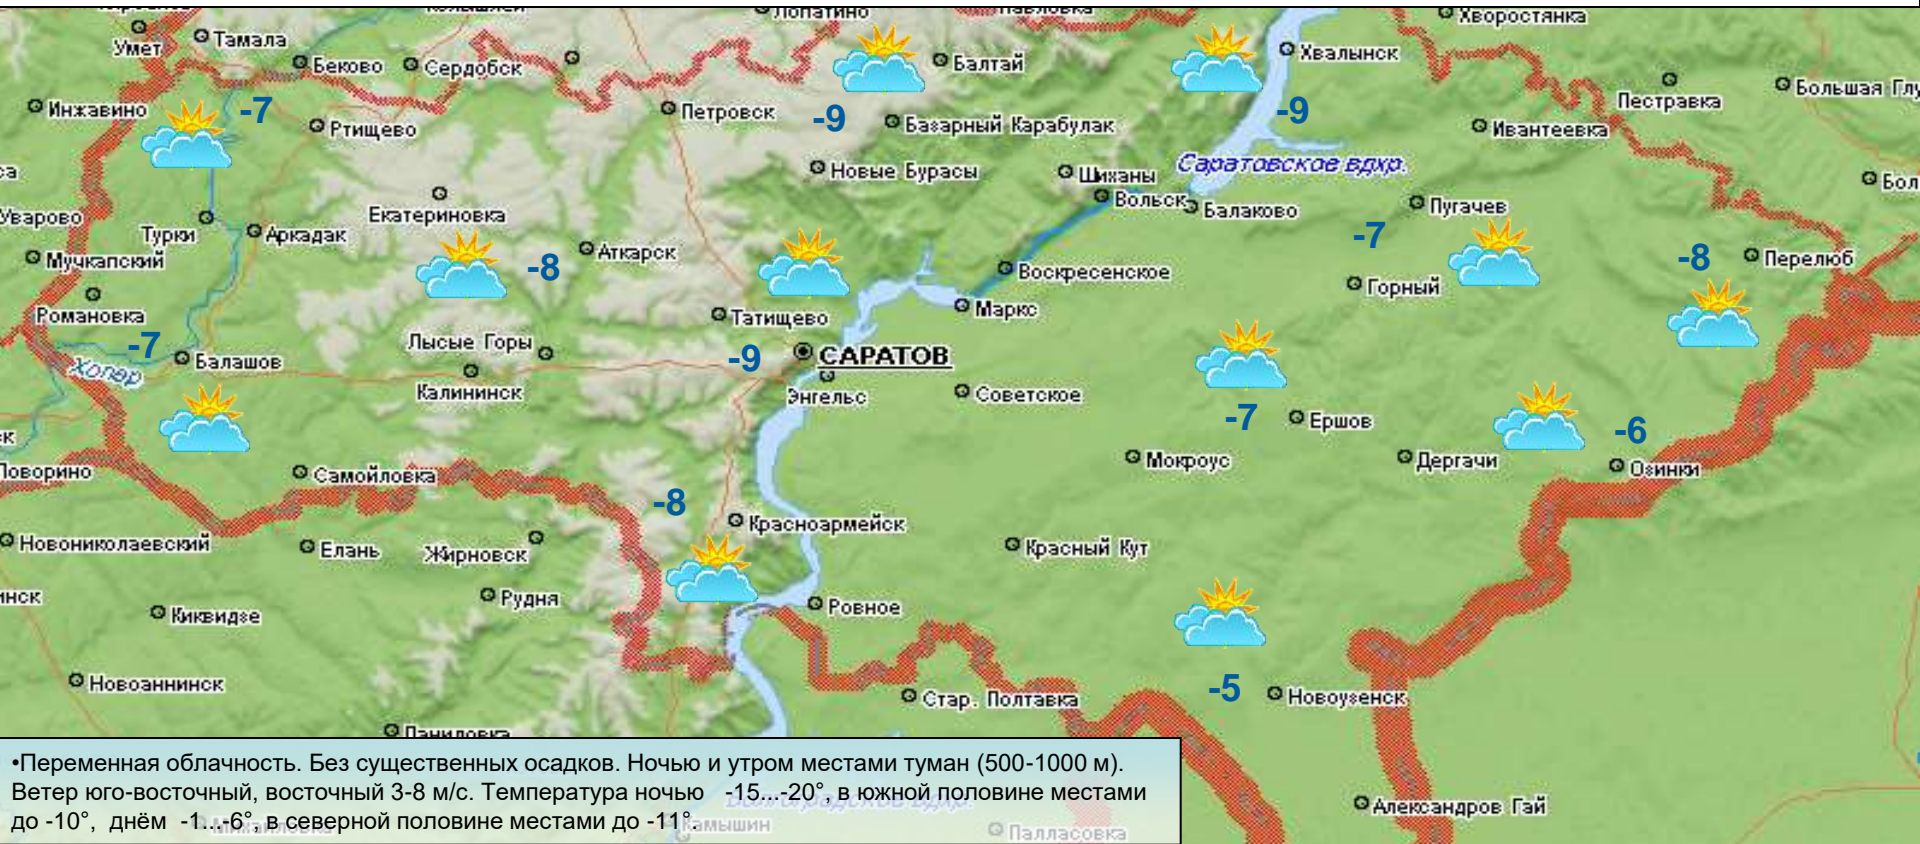 Лопатино
Хворостянка
Умет
Тамала
Беково
Сердобск
Балтай
Хвалынск
Пестравка
Большая Глу
Инжавино
-7
Ртищево
Петровск
-9
Базарный Карабулак
-9
Ивантеевка
Саратовское вдхр.
Новые Бурасы
Шиханы
Вольск
Балаково
Пугачев
Бол
Уварово
Екатериновка
Турки
Аркадак
Аткарск
-7
-8
Перелюб
Мучкапский
-8
Воскресенское
Горный
Романовка
Маркс
Татищево
-7
Балашов
Лысые Горы
-9
САРАТОВ
Хопер
Калининск
Энгельс
Советское
-7
Ершов
-6
Поворино
Самойловка
Мокроус
Дергачи
Озинки
-8
Красноармейск
Новониколаевский
Елань
Жирновск
Красный Кут
инск
Киквидзе
Рудня
Ровное
Новоаннинск
Стар. Полтавка
-5
Новоузенск
Даниловка
•Переменная облачность. Без существенных осадков. Ночью и утром местами туман (500-1000 м).
Ветер юго-восточный, восточный 3-8 м/с. Температура ночью -15...-20°, в южной половине местами
до -10°, днём -1...-6°, в северной половине местами до -11°.
Александров Гай
Камышин
Палласовка